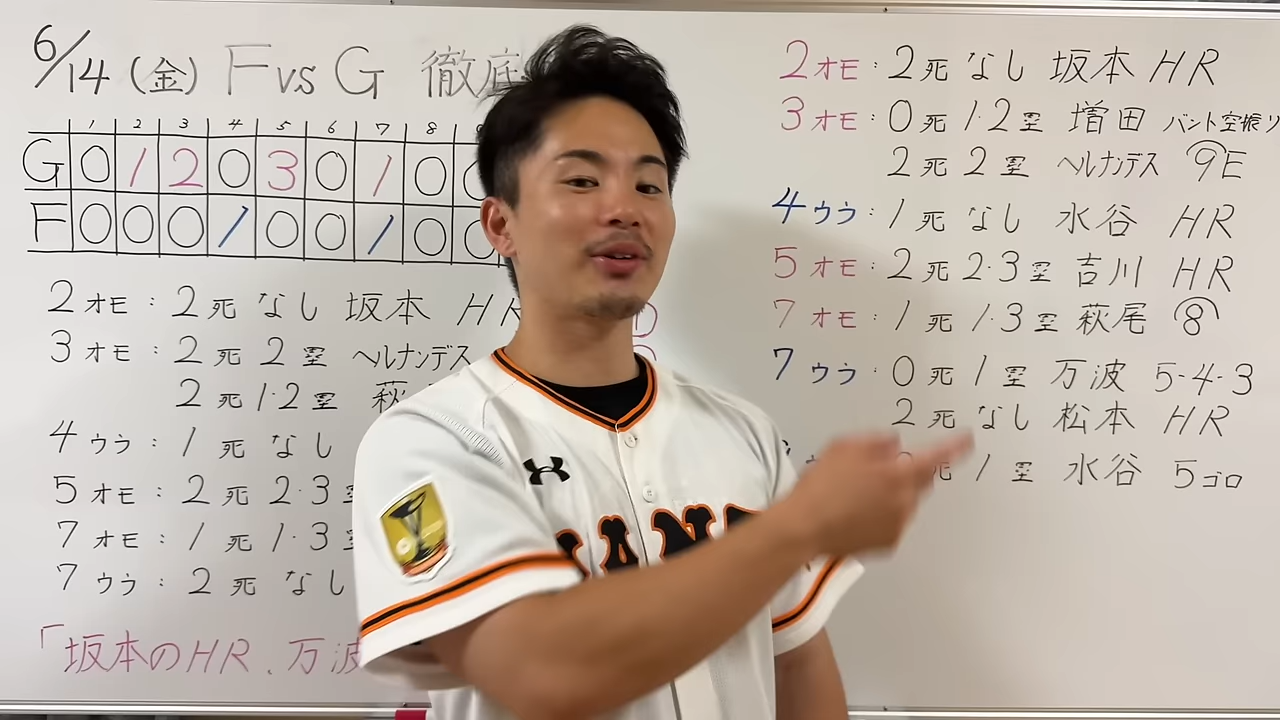 6/14(金) F vs G 徹底
1 2 3 4 5 6 7 8
G 0 1 2 0 3 0 1 0 0
F 0 0 0 1 0 0 1 0 0
2オモ:2死 なし 坂本 HR
3オモ:2死 2塁 ヘルナンデス
2死 1・2塁 萩
4ウラ:1死 なし
5オモ:2死 2・3
7オモ:1死 1・3
7ウラ:2死 なし
「坂本のHR、万波
2オモ:2死 なし 坂本 HR
3オモ:0死 1・2塁 増田 バント空振り
2死 2塁 ヘルナンデス 9E
4ウラ:1死 なし 水谷 HR
5オモ:2死 2・3塁 吉川 HR
7オモ:1死 1・3塁 萩尾 8
7ウラ:0死 1塁 万波 5-4-3
2死 なし 松本 HR
死 1塁 水谷 5ゴロ